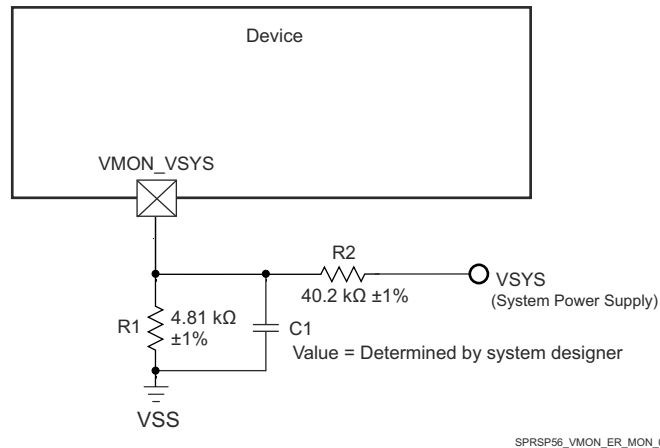 Device
VMON_VSYS
R2
40.2 kΩ ±1%
VSYS
(System Power Supply)
R1
4.81 kΩ
±1%
C1
Value = Determined by system designer
VSS
SPRSP56_VMON_ER_MON_